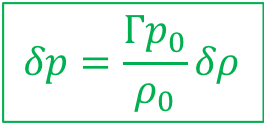 δp = Γp₀/ρ₀ δρ